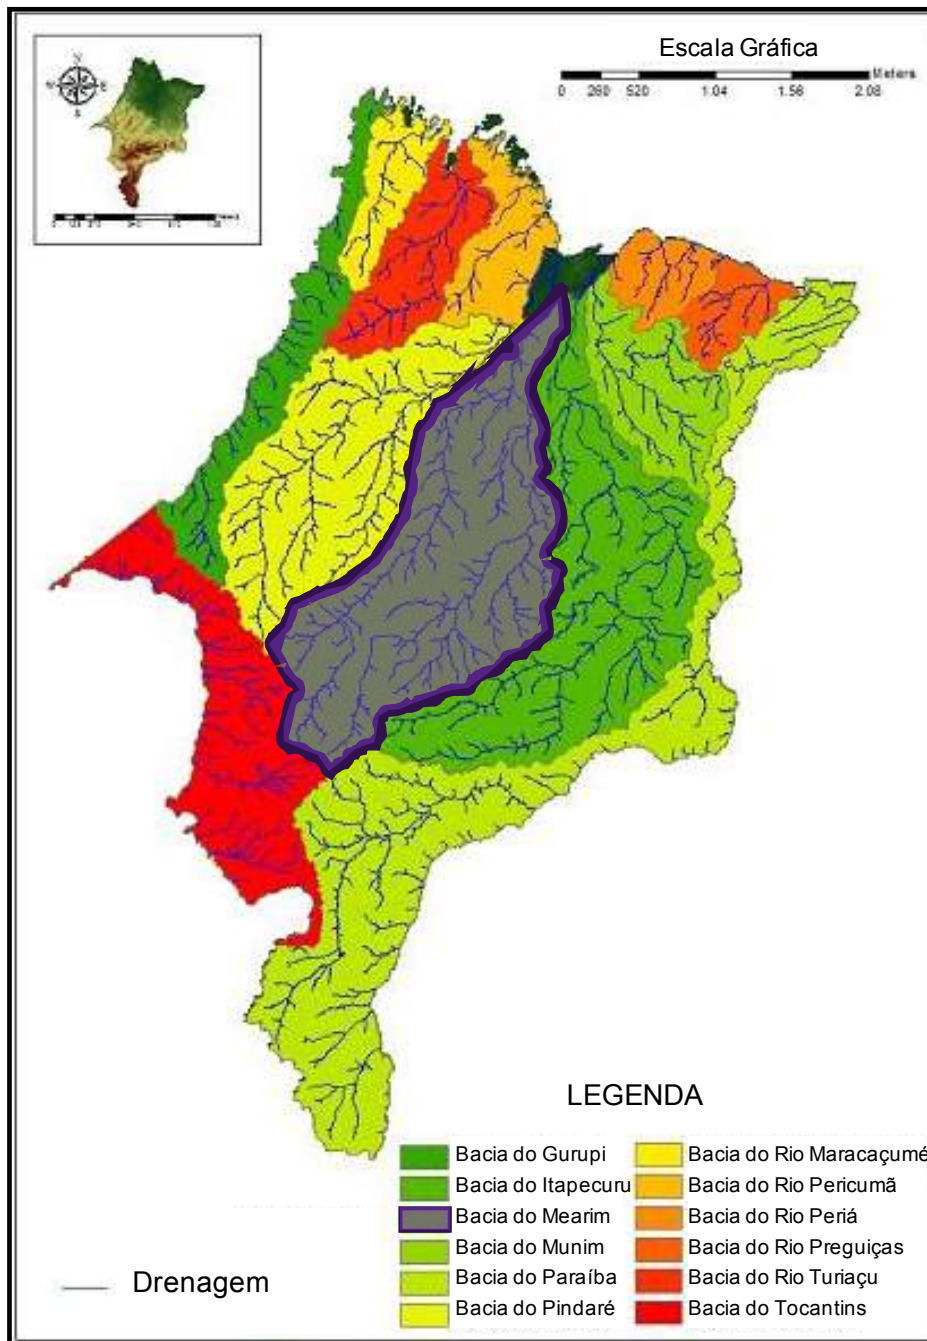 Escala Gráfica
Meters
0 260 520 1.04 1.56 2.08
N
W E
S
LEGENDA
Bacia do Gurupi
Bacia do Itapecuru
Bacia do Mearim
Bacia do Munim
Bacia do Paraíba
Bacia do Pindaré
Bacia do Rio Maracaçumé
Bacia do Rio Pericumã
Bacia do Rio Periá
Bacia do Rio Preguiças
Bacia do Rio Turiaçu
Bacia do Tocantins
Drenagem